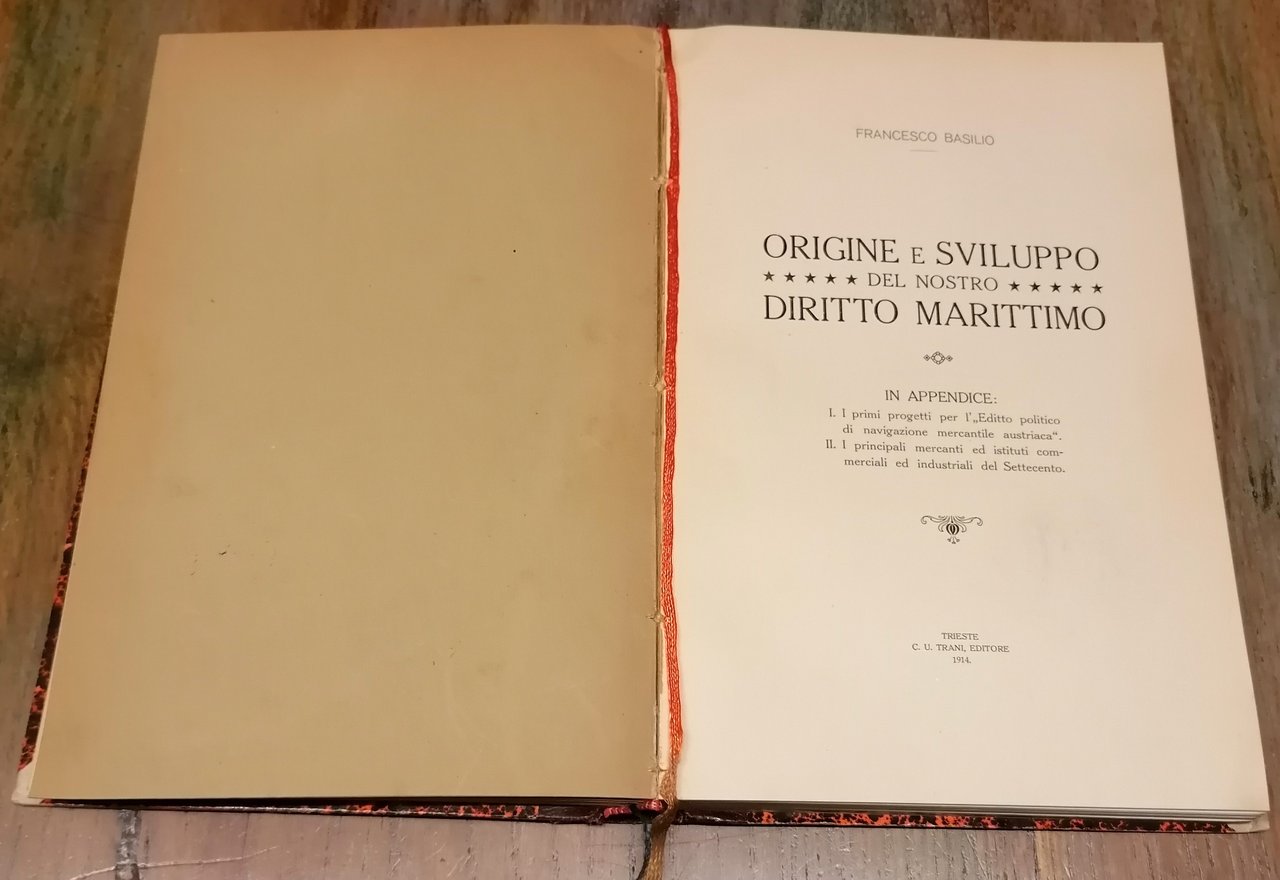 FRANCESCO BASILIO
ORIGINE E SVILUPPO
★ ★ ★ ★ ★ DEL NOSTRO ★ ★ ★ ★ ★
DIRITTO MARITTIMO
IN APPENDICE:
I. I primi progetti per l'„Editto politico
di navigazione mercantile austriaca“.
II. I principali mercanti ed istituti com-
merciali ed industriali del Settecento.
TRIESTE
C. U. TRANI, EDITORE
1914.